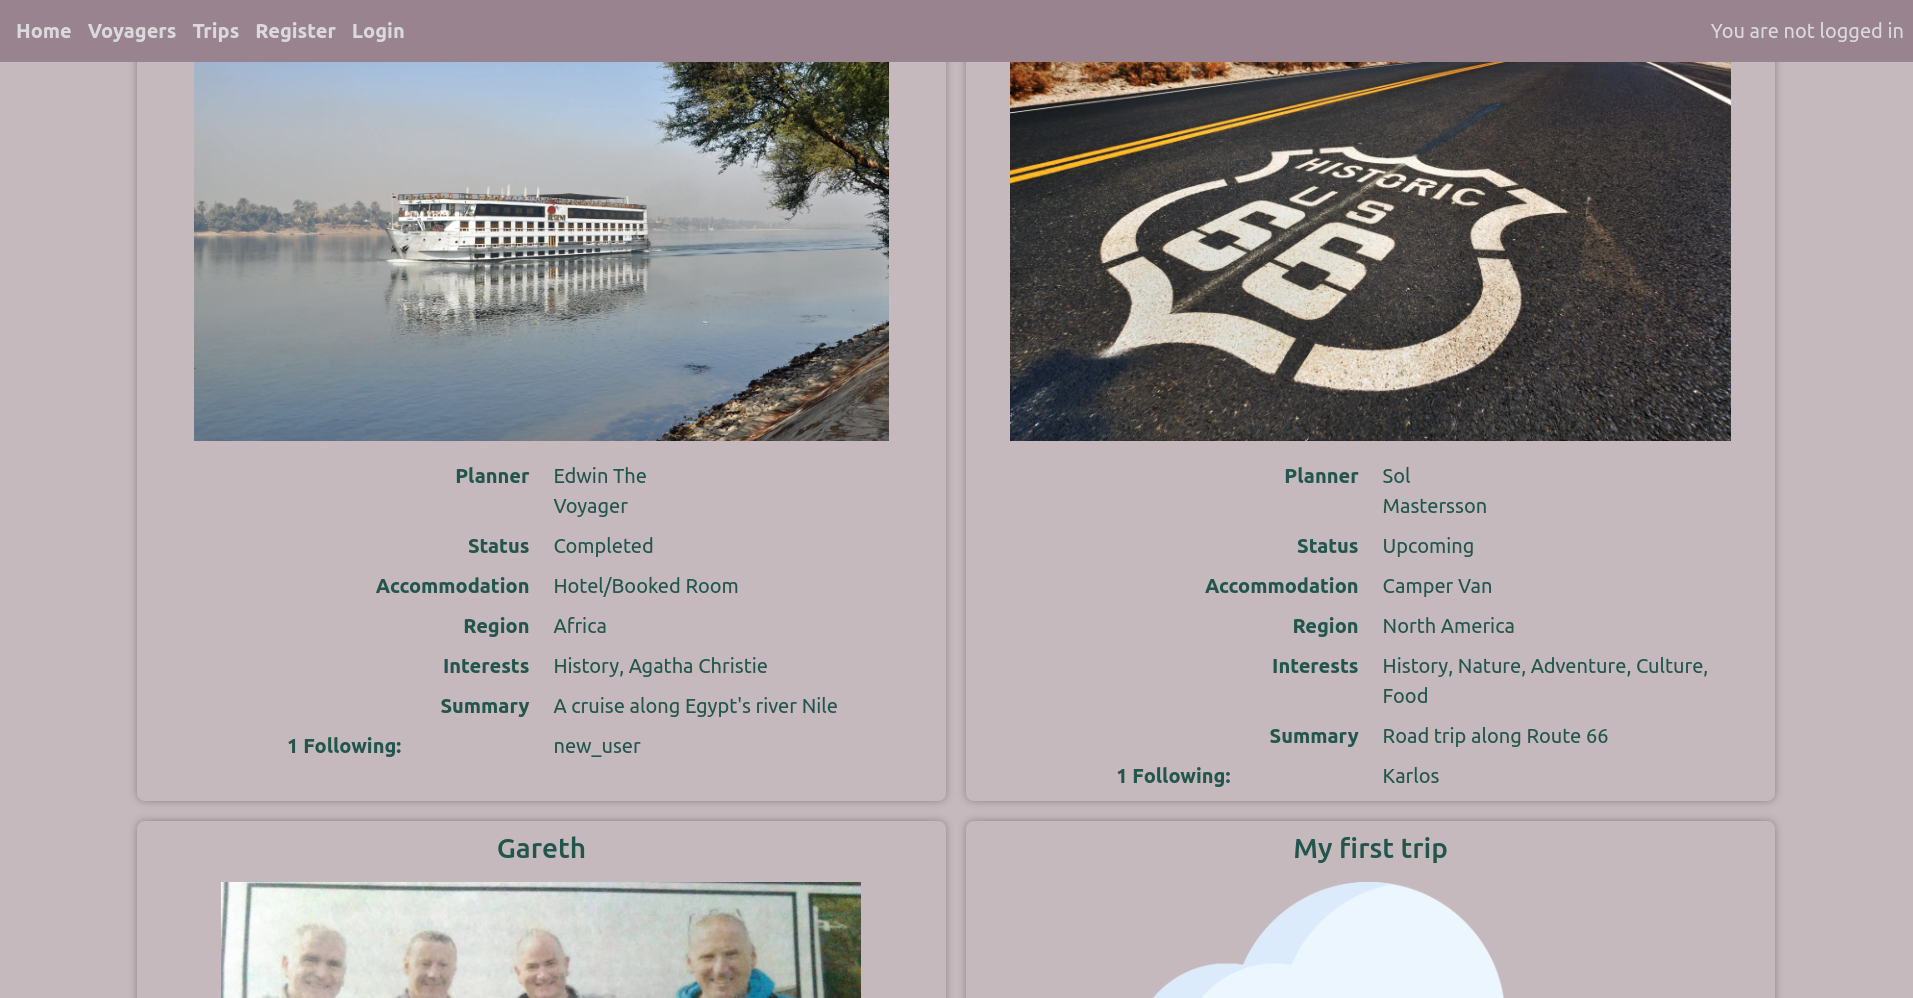 Home Voyagers Trips Register Login
You are not logged in
HISTORIC
US
66
Planner Edwin The
Voyager
Status Completed
Accommodation Hotel/Booked Room
Region Africa
Interests History, Agatha Christie
Summary A cruise along Egypt's river Nile
1 Following: new_user
Planner Sol
Mastersson
Status Upcoming
Accommodation Camper Van
Region North America
Interests History, Nature, Adventure, Culture,
Food
Summary Road trip along Route 66
1 Following: Karlos
Gareth
My first trip